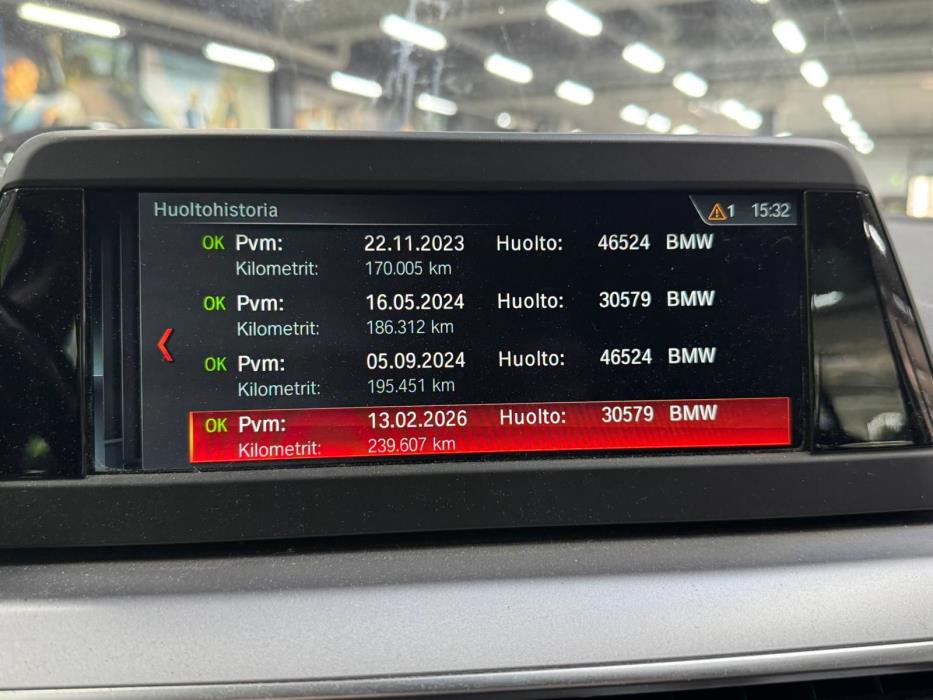 Huoltohistoria 1 15:32
OK Pvm: 22.11.2023 Huolto: 46524 BMW
Kilometrit: 170.005 km
OK Pvm: 16.05.2024 Huolto: 30579 BMW
Kilometrit: 186.312 km
OK Pvm: 05.09.2024 Huolto: 46524 BMW
Kilometrit: 195.451 km
OK Pvm: 13.02.2026 Huolto: 30579 BMW
Kilometrit: 239.607 km